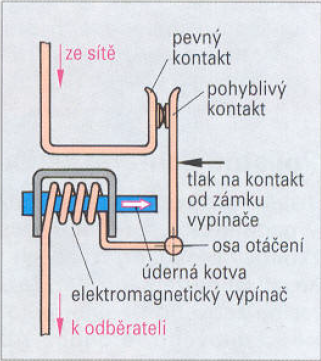 ze sítě
pevný
kontakt
pohyblivý
kontakt
tlak na kontakt
od zámku
vypínače
osa otáčení
úderná kotva
elektromagnetický vypínač
k odběrateli